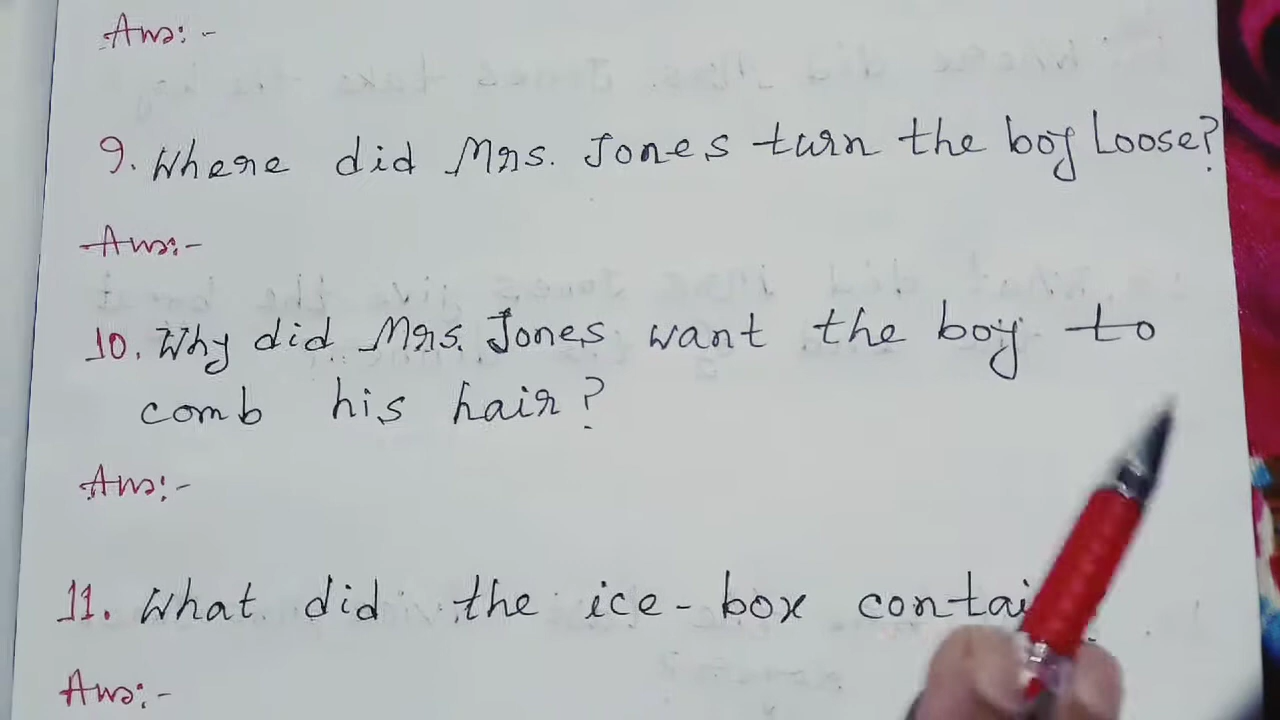 Ans:-
9. Where did Mrs. Jones turn the boy Loose?
Ans:-
10. Why did Mrs. Jones want the boy to
comb his hair?
Ans:-
11. What did the ice-box
Ans:-